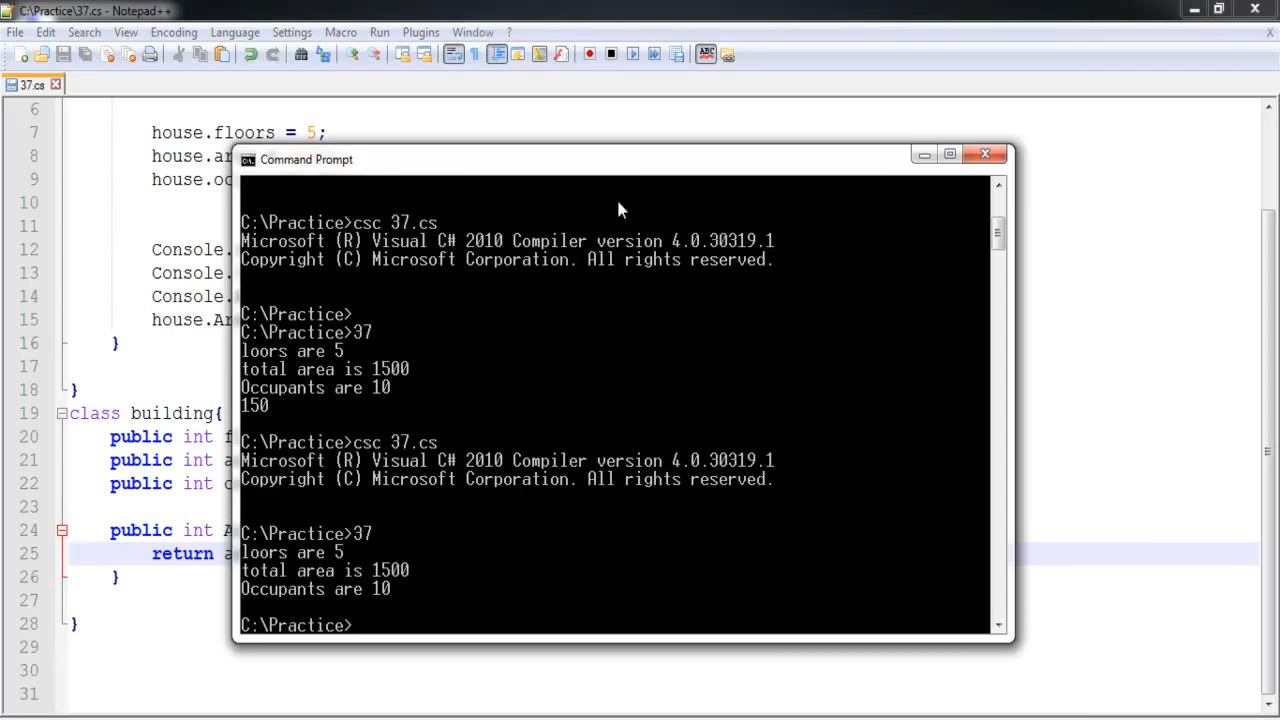 C:\Practice\37.cs - Notepad++
File Edit Search View Encoding Language Settings Macro Run Plugins Window ? X
ABC
37.cs
6
7 house.floors = 5;
8 house.ar
9 house.oc
10
11
12 Console.
13 Console.
14 Console.
15 house.Ar
16 }
17
18 }
19 class building{
20 public int f
21 public int a
22 public int o
23
24 public int A
25 return a
26 }
27
28 }
29
30
31
Command Prompt
C:\Practice>csc 37.cs
Microsoft (R) Visual C# 2010 Compiler version 4.0.30319.1
Copyright (C) Microsoft Corporation. All rights reserved.
C:\Practice>
C:\Practice>37
loors are 5
total area is 1500
Occupants are 10
150
C:\Practice>csc 37.cs
Microsoft (R) Visual C# 2010 Compiler version 4.0.30319.1
Copyright (C) Microsoft Corporation. All rights reserved.
C:\Practice>37
loors are 5
total area is 1500
Occupants are 10
C:\Practice>